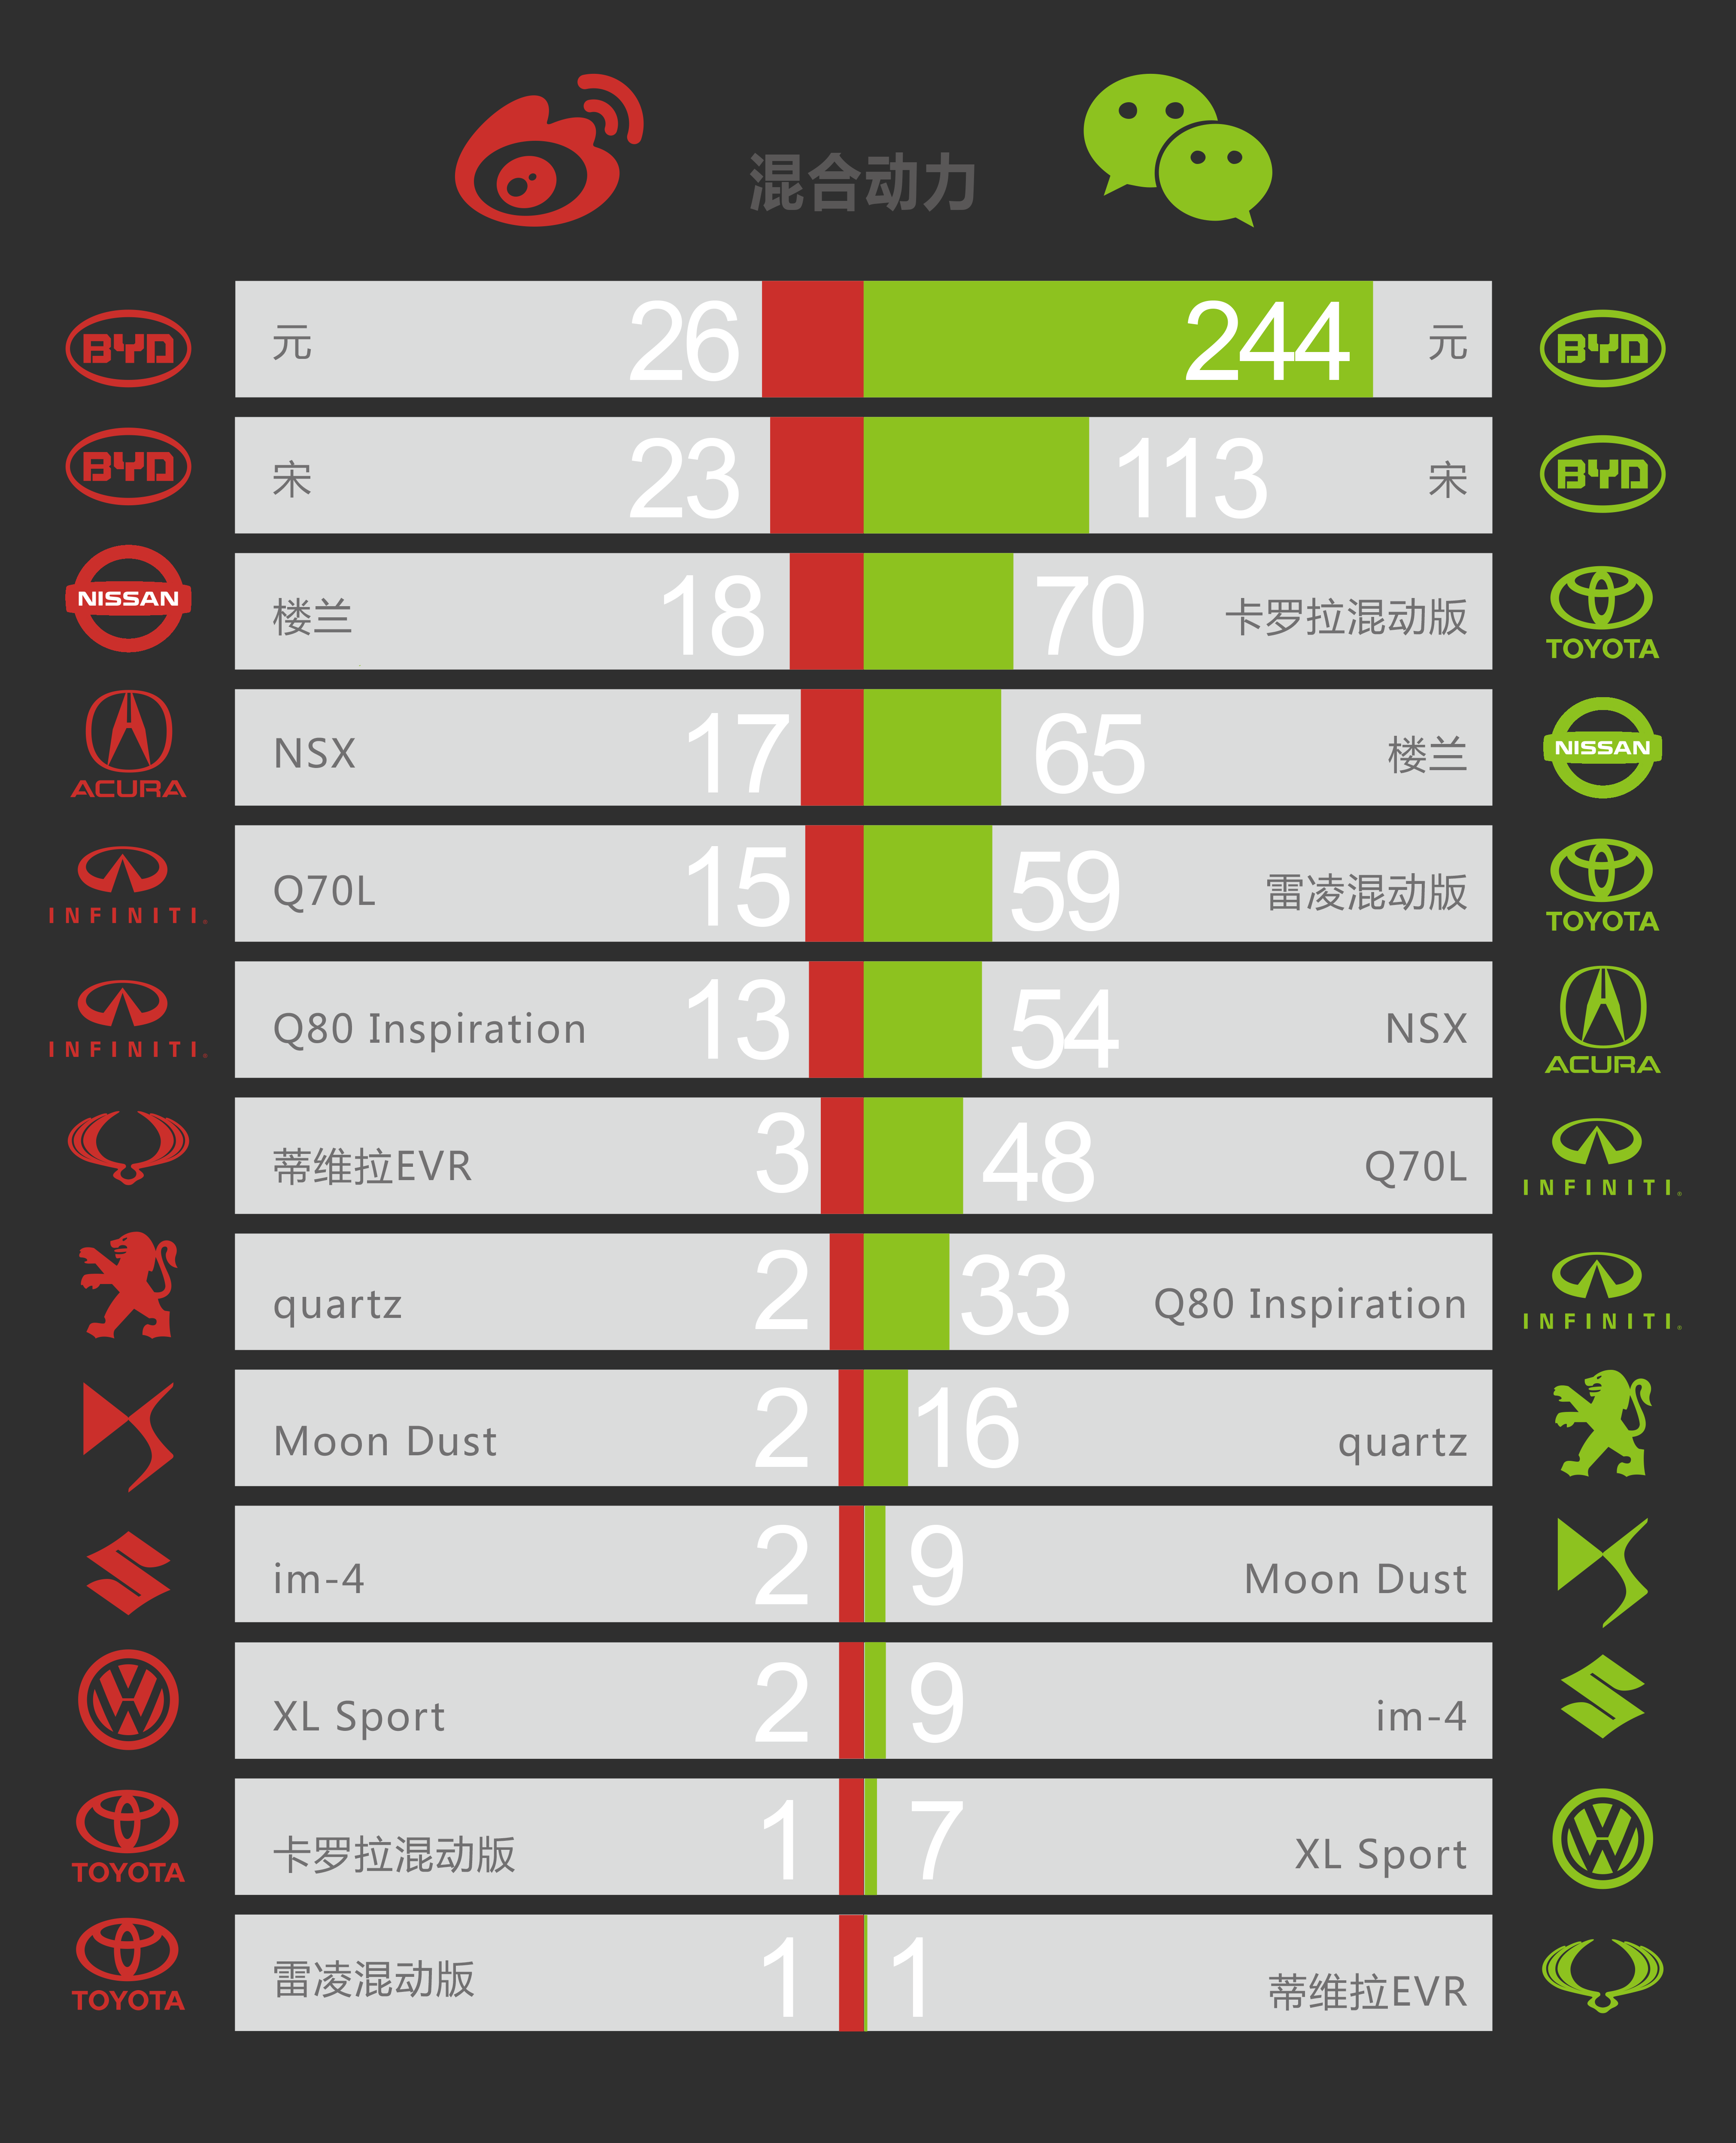 混合动力
BYD 元 26 244 元 BYD
BYD 宋 23 113 宋 BYD
NISSAN 楼兰 18 70 卡罗拉混动版 TOYOTA
ACURA NSX 17 65 楼兰 NISSAN
INFINITI Q70L 15 59 雷凌混动版 TOYOTA
INFINITI Q80 Inspiration 13 54 NSX ACURA
蒂维拉EVR 3 48 Q70L INFINITI
quartz 2 33 Q80 Inspiration INFINITI
Moon Dust 2 16 quartz
im-4 2 9 Moon Dust
XL Sport 2 9 im-4
TOYOTA 卡罗拉混动版 1 7 XL Sport
TOYOTA 雷凌混动版 1 1 蒂维拉EVR